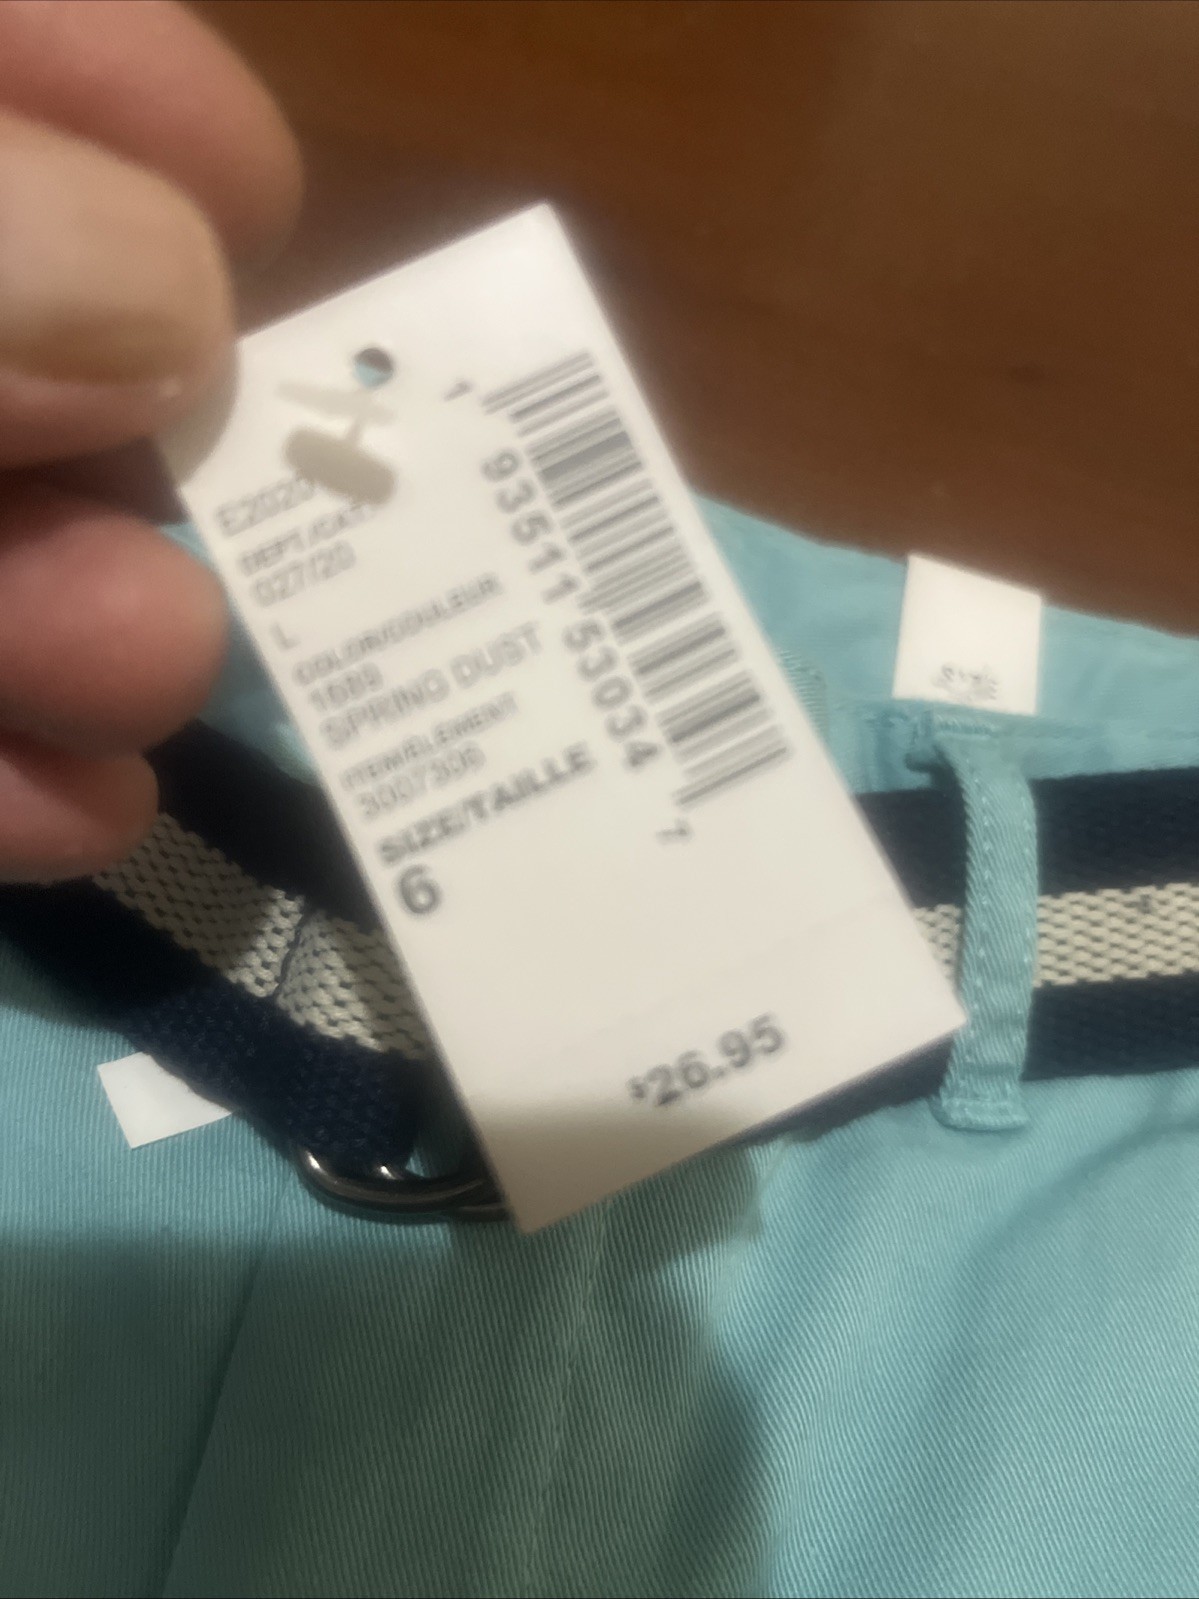 E2020
DEPT/CAT
027/20
L
COLOR/COULEUR
1689
SPRING DUST
ITEM/ÉLÉMENT
3007306
SIZE/TAILLE
6
1 93511 53034 7
$26.95